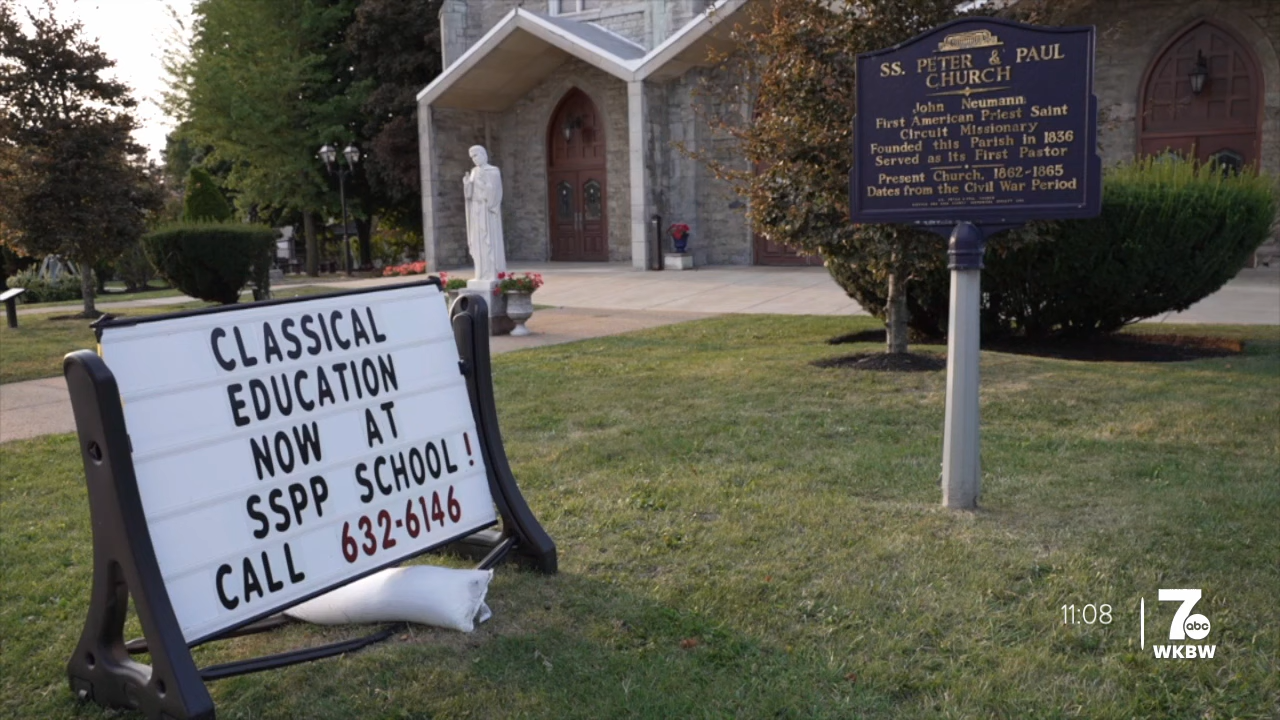 CLASSICAL
EDUCATION
NOW AT
SSPP SCHOOL!
CALL 632-6146
SS. PETER & PAUL
CHURCH
John Neumann
First American Priest Saint
Circuit Missionary
Founded this Parish in 1836
Served as its First Pastor
Present Church, 1862-1865
Dates from the Civil War Period
11:08
7
abc
WKBW